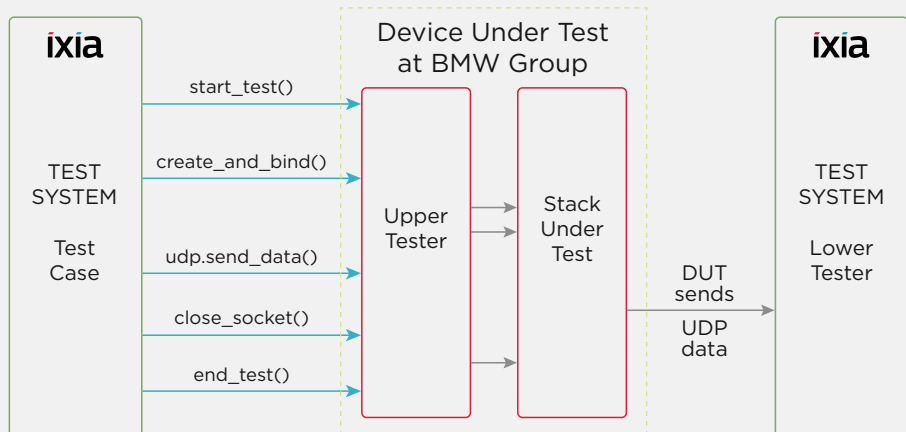 ixia
TEST
SYSTEM
Test
Case
start_test()
create_and_bind()
udp.send_data()
close_socket()
end_test()
Device Under Test
at BMW Group
Upper
Tester
Stack
Under
Test
DUT
sends
UDP
data
ixia
TEST
SYSTEM
Lower
Tester